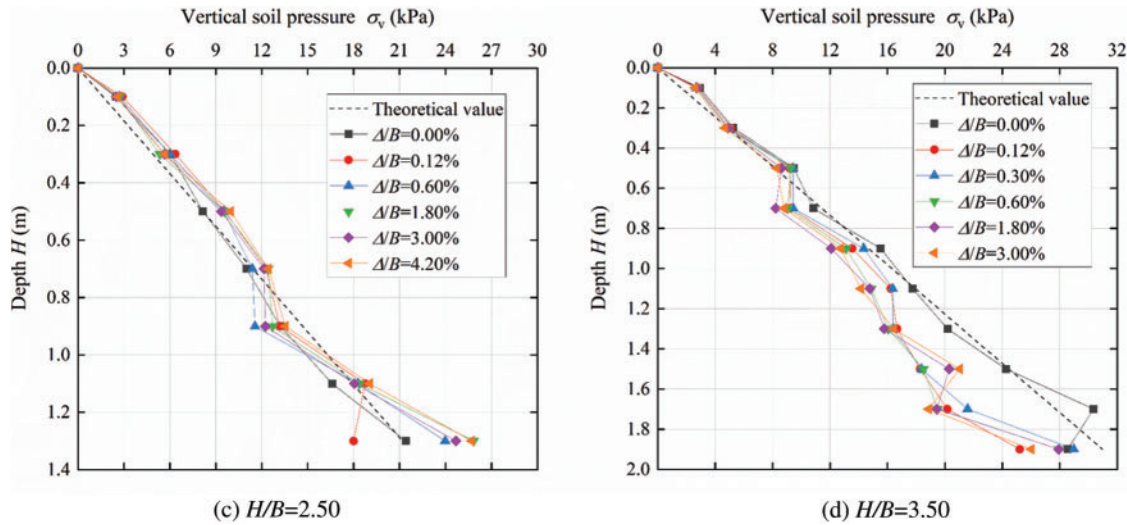 Vertical soil pressure σv (kPa)
0 3 6 9 12 15 18 21 24 27 30
0.0
0.2
0.4
0.6
0.8
1.0
1.2
1.4
Depth H (m)
Theoretical value
Δ/B=0.00%
Δ/B=0.12%
Δ/B=0.60%
Δ/B=1.80%
Δ/B=3.00%
Δ/B=4.20%
(c) H/B=2.50
Vertical soil pressure σv (kPa)
0 4 8 12 16 20 24 28 32
0.0
0.2
0.4
0.6
0.8
1.0
1.2
1.4
1.6
1.8
2.0
Depth H (m)
Theoretical value
Δ/B=0.00%
Δ/B=0.12%
Δ/B=0.30%
Δ/B=0.60%
Δ/B=1.80%
Δ/B=3.00%
(d) H/B=3.50